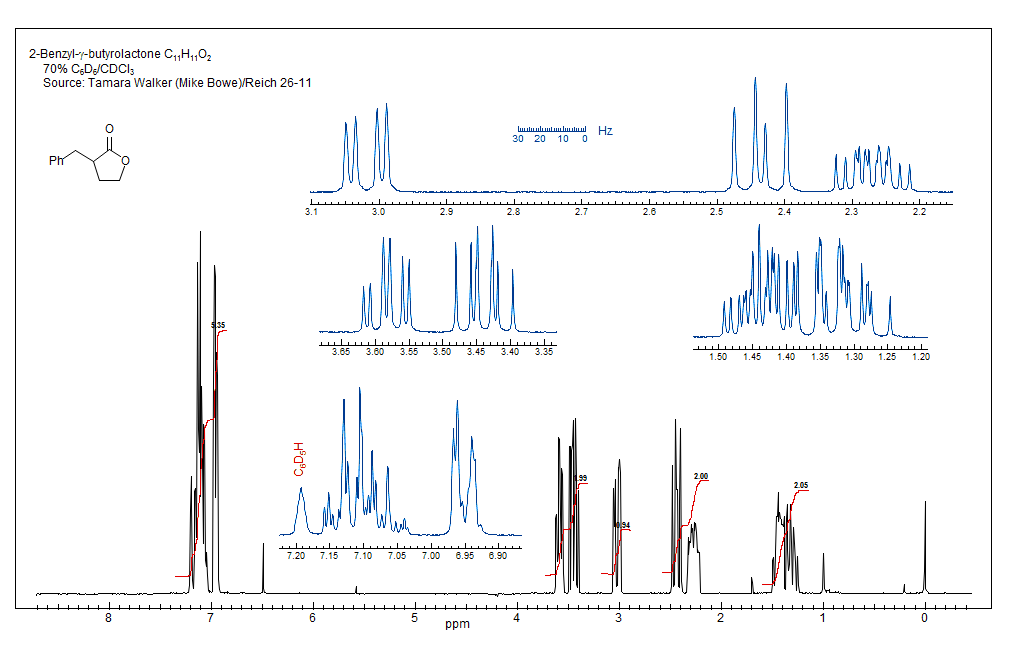 2-Benzyl-γ-butyrolactone C₁₁H₁₁O₂
70% C₆D₆/CDCl₃
Source: Tamara Walker (Mike Bowe)/Reich 26-11
O
Ph
O
30 20 10 0 Hz
3.1 3.0 2.9 2.8 2.7 2.6 2.5 2.4 2.3 2.2
3.65 3.60 3.55 3.50 3.45 3.40 3.35
1.50 1.45 1.40 1.35 1.30 1.25 1.20
5.35
C₆D₅H
7.20 7.15 7.10 7.05 7.00 6.95 6.90
1.99
0.94
2.00
2.05
8 7 6 5 4 3 2 1 0
ppm